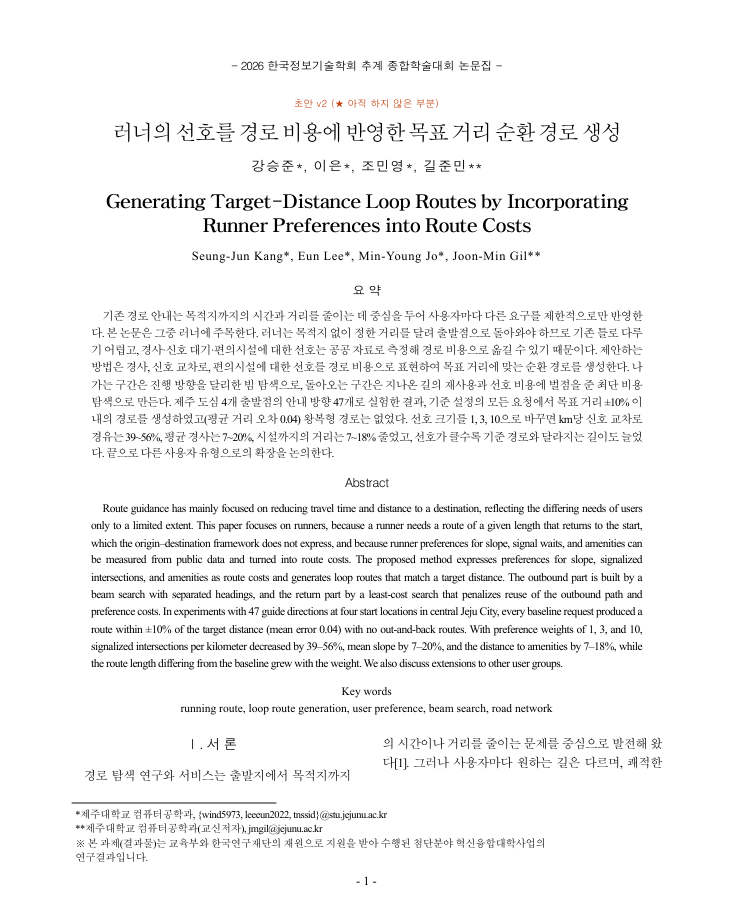 - 2026 한국정보기술학회 추계 종합학술대회 논문집 -
초안 v2 (★ 아직 하지 않은 부분)
러너의 선호를 경로 비용에 반영한 목표 거리 순환 경로 생성
강승준*, 이은*, 조민영*, 길준민**
Generating Target-Distance Loop Routes by Incorporating
Runner Preferences into Route Costs
Seung-Jun Kang*, Eun Lee*, Min-Young Jo*, Joon-Min Gil**
요 약
기존 경로 안내는 목적지까지의 시간과 거리를 줄이는 데 중심을 두어 사용자마다 다른 요구를 제한적으로만 반영한
다. 본 논문은 그중 러너에 주목한다. 러너는 목적지 없이 정한 거리를 달려 출발점으로 돌아와야 하므로 기존 틀로 다루
기 어렵고, 경사·신호 대기·편의시설에 대한 선호는 공공 자료로 측정해 경로 비용으로 옮길 수 있기 때문이다. 제안하는
방법은 경사, 신호 교차로, 편의시설에 대한 선호를 경로 비용으로 표현하여 목표 거리에 맞는 순환 경로를 생성한다. 나
가는 구간은 진행 방향을 달리한 빔 탐색으로, 돌아오는 구간은 지나온 길의 재사용과 선호 비용에 벌점을 준 최단 비용
탐색으로 만든다. 제주 도심 4개 출발점의 안내 방향 47개로 실험한 결과, 기준 설정의 모든 요청에서 목표 거리 ±10% 이
내의 경로를 생성하였고(평균 거리 오차 0.04) 왕복형 경로는 없었다. 선호 크기를 1, 3, 10으로 바꾸면 km당 신호 교차로
경유는 39~56%, 평균 경사는 7~20%, 시설까지의 거리는 7~18% 줄었고, 선호가 클수록 기준 경로와 달라지는 길이도 늘었
다. 끝으로 다른 사용자 유형으로의 확장을 논의한다.
Abstract
Route guidance has mainly focused on reducing travel time and distance to a destination, reflecting the differing needs of users
only to a limited extent. This paper focuses on runners, because a runner needs a route of a given length that returns to the start,
which the origin–destination framework does not express, and because runner preferences for slope, signal waits, and amenities can
be measured from public data and turned into route costs. The proposed method expresses preferences for slope, signalized
intersections, and amenities as route costs and generates loop routes that match a target distance. The outbound part is built by a
beam search with separated headings, and the return part by a least-cost search that penalizes reuse of the outbound path and
preference costs. In experiments with 47 guide directions at four start locations in central Jeju City, every baseline request produced a
route within ±10% of the target distance (mean error 0.04) with no out-and-back routes. With preference weights of 1, 3, and 10,
signalized intersections per kilometer decreased by 39–56%, mean slope by 7–20%, and the distance to amenities by 7–18%, while
the route length differing from the baseline grew with the weight. We also discuss extensions to other user groups.
Key words
running route, loop route generation, user preference, beam search, road network
Ⅰ. 서 론
경로 탐색 연구와 서비스는 출발지에서 목적지까지
의 시간이나 거리를 줄이는 문제를 중심으로 발전해 왔
다[1]. 그러나 사용자마다 원하는 길은 다르며, 쾌적한
*제주대학교 컴퓨터공학과, {wind5973, leeeun2022, tnssid}@stu.jejunu.ac.kr
**제주대학교 컴퓨터공학과(교신저자), jmgil@jejunu.ac.kr
※ 본 과제(결과물)는 교육부와 한국연구재단의 재원으로 지원을 받아 수행된 첨단분야 혁신융합대학사업의
연구결과입니다.
- 1 -